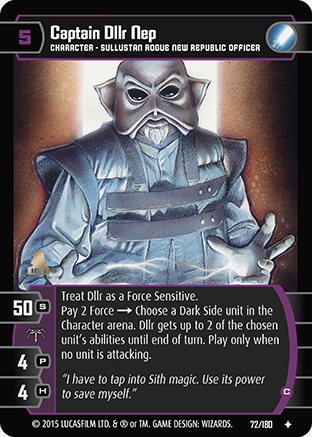 5
Captain Dllr Nep
CHARACTER - SULLUSTAN ROGUE NEW REPUBLIC OFFICER
50 S
4 P
4 H
Treat Dllr as a Force Sensitive.
Pay 2 Force → Choose a Dark Side unit in the
Character arena. Dllr gets up to 2 of the chosen
unit's abilities until end of turn. Play only when
no unit is attacking.
"I have to tap into Sith magic. Use its power
to save myself."
C
© 2015 LUCASFILM LTD. & ® or TM. GAME DESIGN: WIZARDS.
72/180